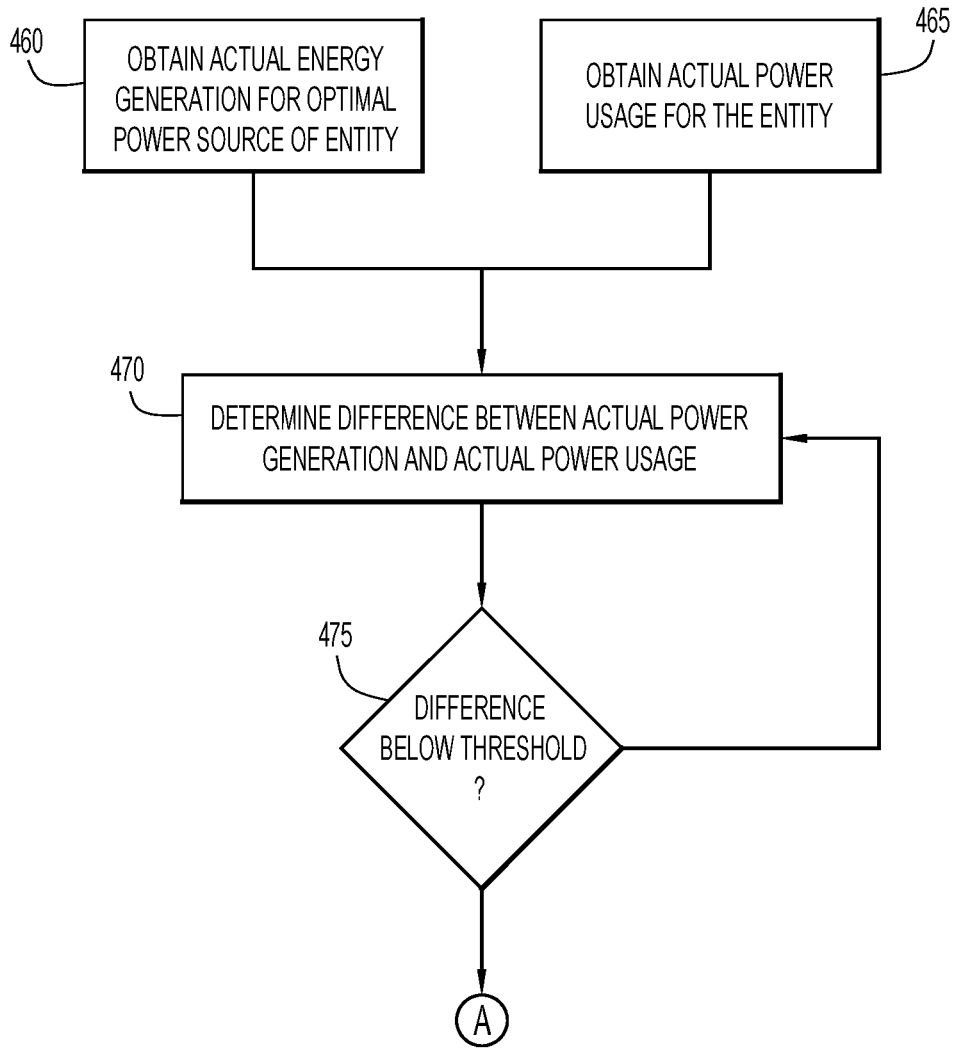 460
OBTAIN ACTUAL ENERGY
GENERATION FOR OPTIMAL
POWER SOURCE OF ENTITY
465
OBTAIN ACTUAL POWER
USAGE FOR THE ENTITY
470
DETERMINE DIFFERENCE BETWEEN ACTUAL POWER
GENERATION AND ACTUAL POWER USAGE
475
DIFFERENCE
BELOW THRESHOLD
?
A